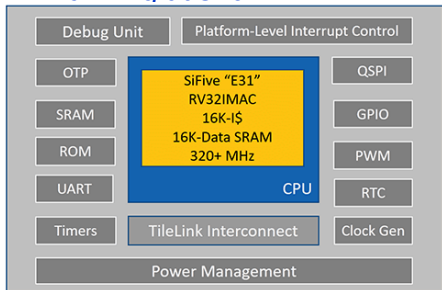 Debug Unit
Platform-Level Interrupt Control
OTP
SiFive "E31"
RV32IMAC
16K-I$
16K-Data SRAM
320+ MHz
QSPI
SRAM
GPIO
ROM
PWM
UART
CPU
RTC
Timers
TileLink Interconnect
Clock Gen
Power Management